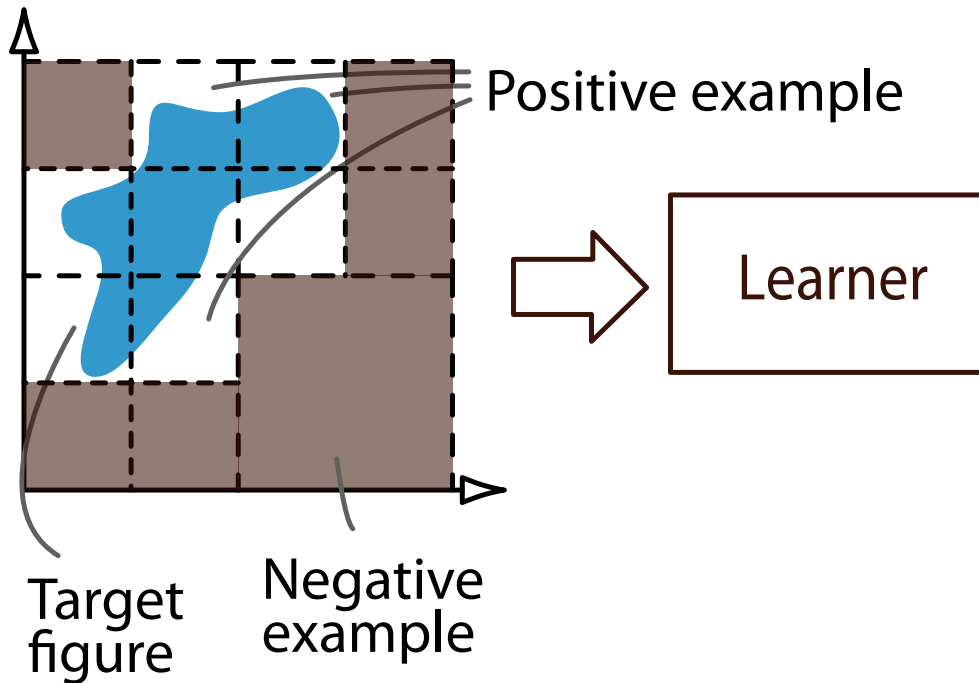 Positive example
Learner
Target
figure
Negative
example